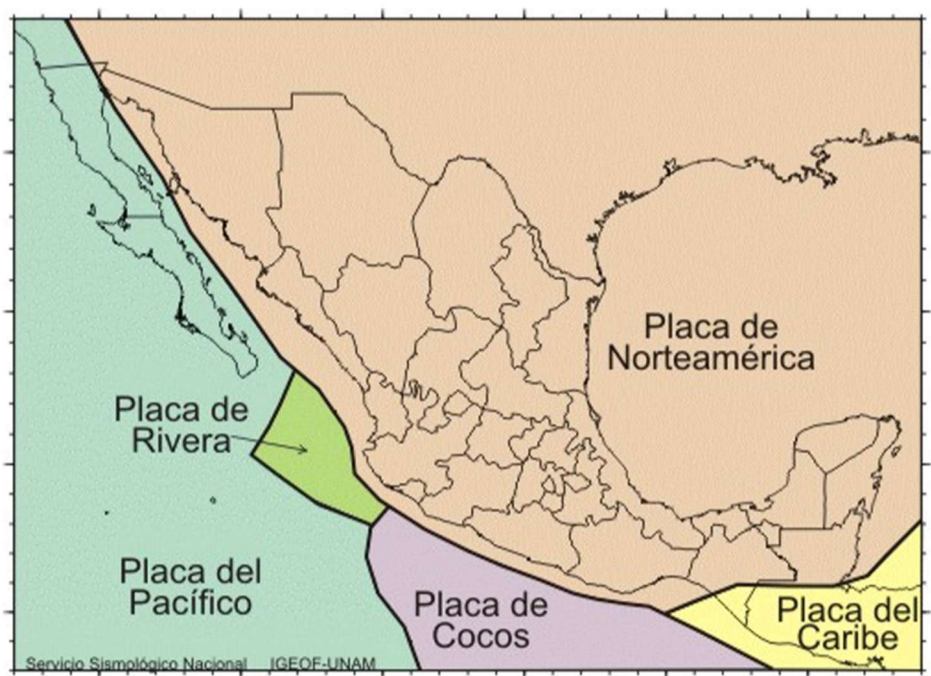 Placa de
Norteamérica
Placa de
Rivera
Placa del
Pacífico
Placa de
Cocos
Placa del
Caribe
Servicio Sismológico Nacional IGEOF-UNAM